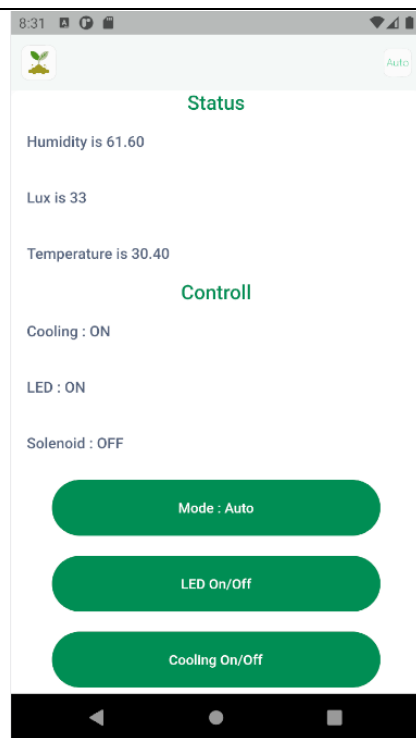 8:31
Auto
Status
Humidity is 61.60
Lux is 33
Temperature is 30.40
Controll
Cooling : ON
LED : ON
Solenoid : OFF
Mode : Auto
LED On/Off
Cooling On/Off